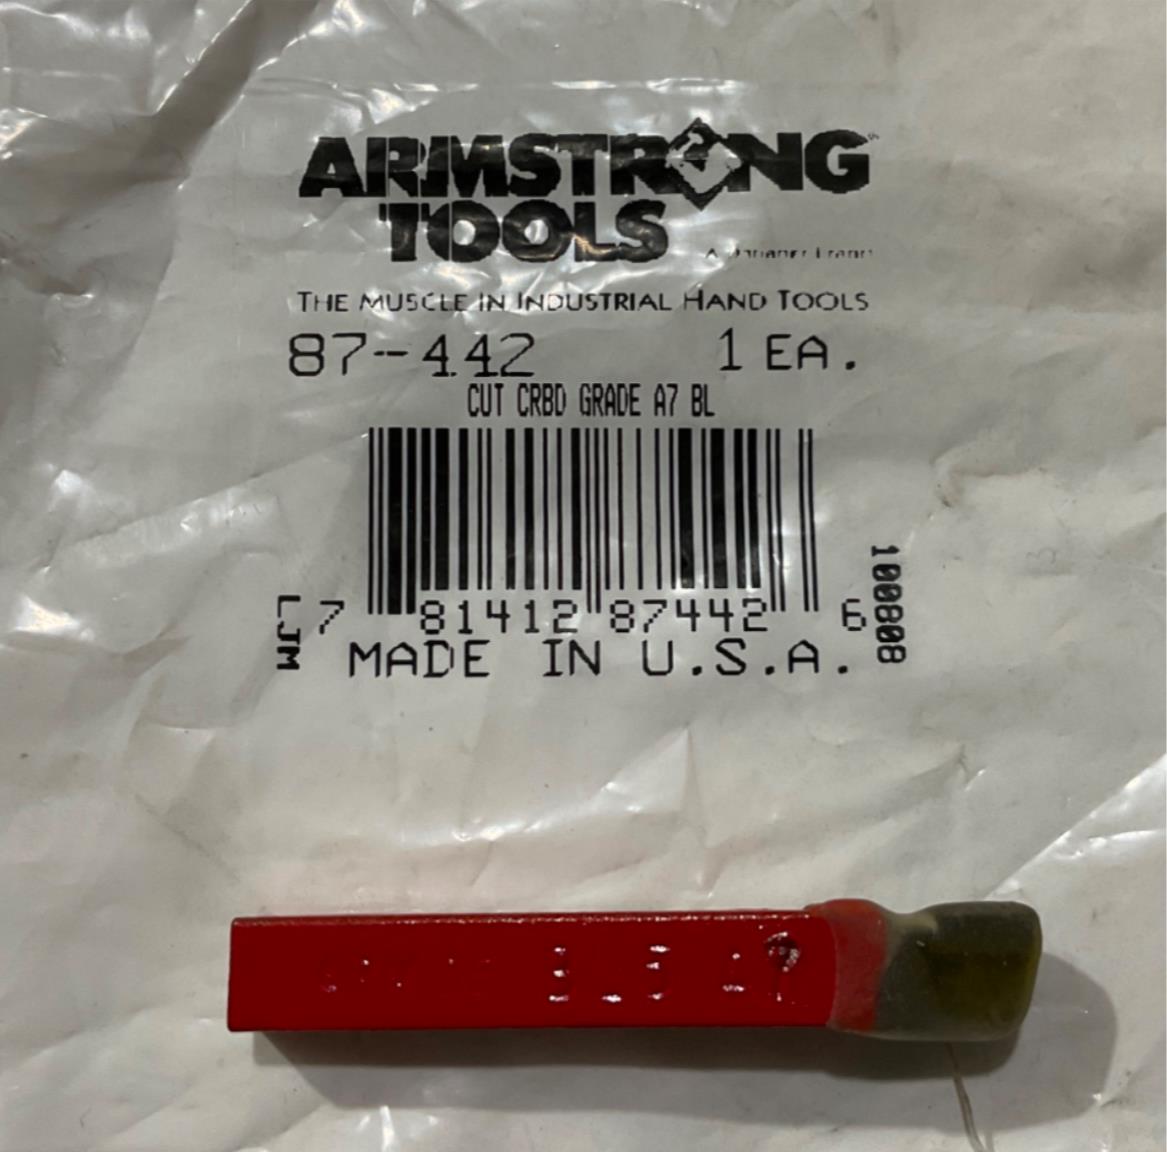 ARMSTRONG
TOOLS
THE MUSCLE IN INDUSTRIAL HAND TOOLS
87-442 1 EA.
CUT CRBD GRADE A7 BL
7 81412 87442 6
LJM
100808
MADE IN U.S.A.